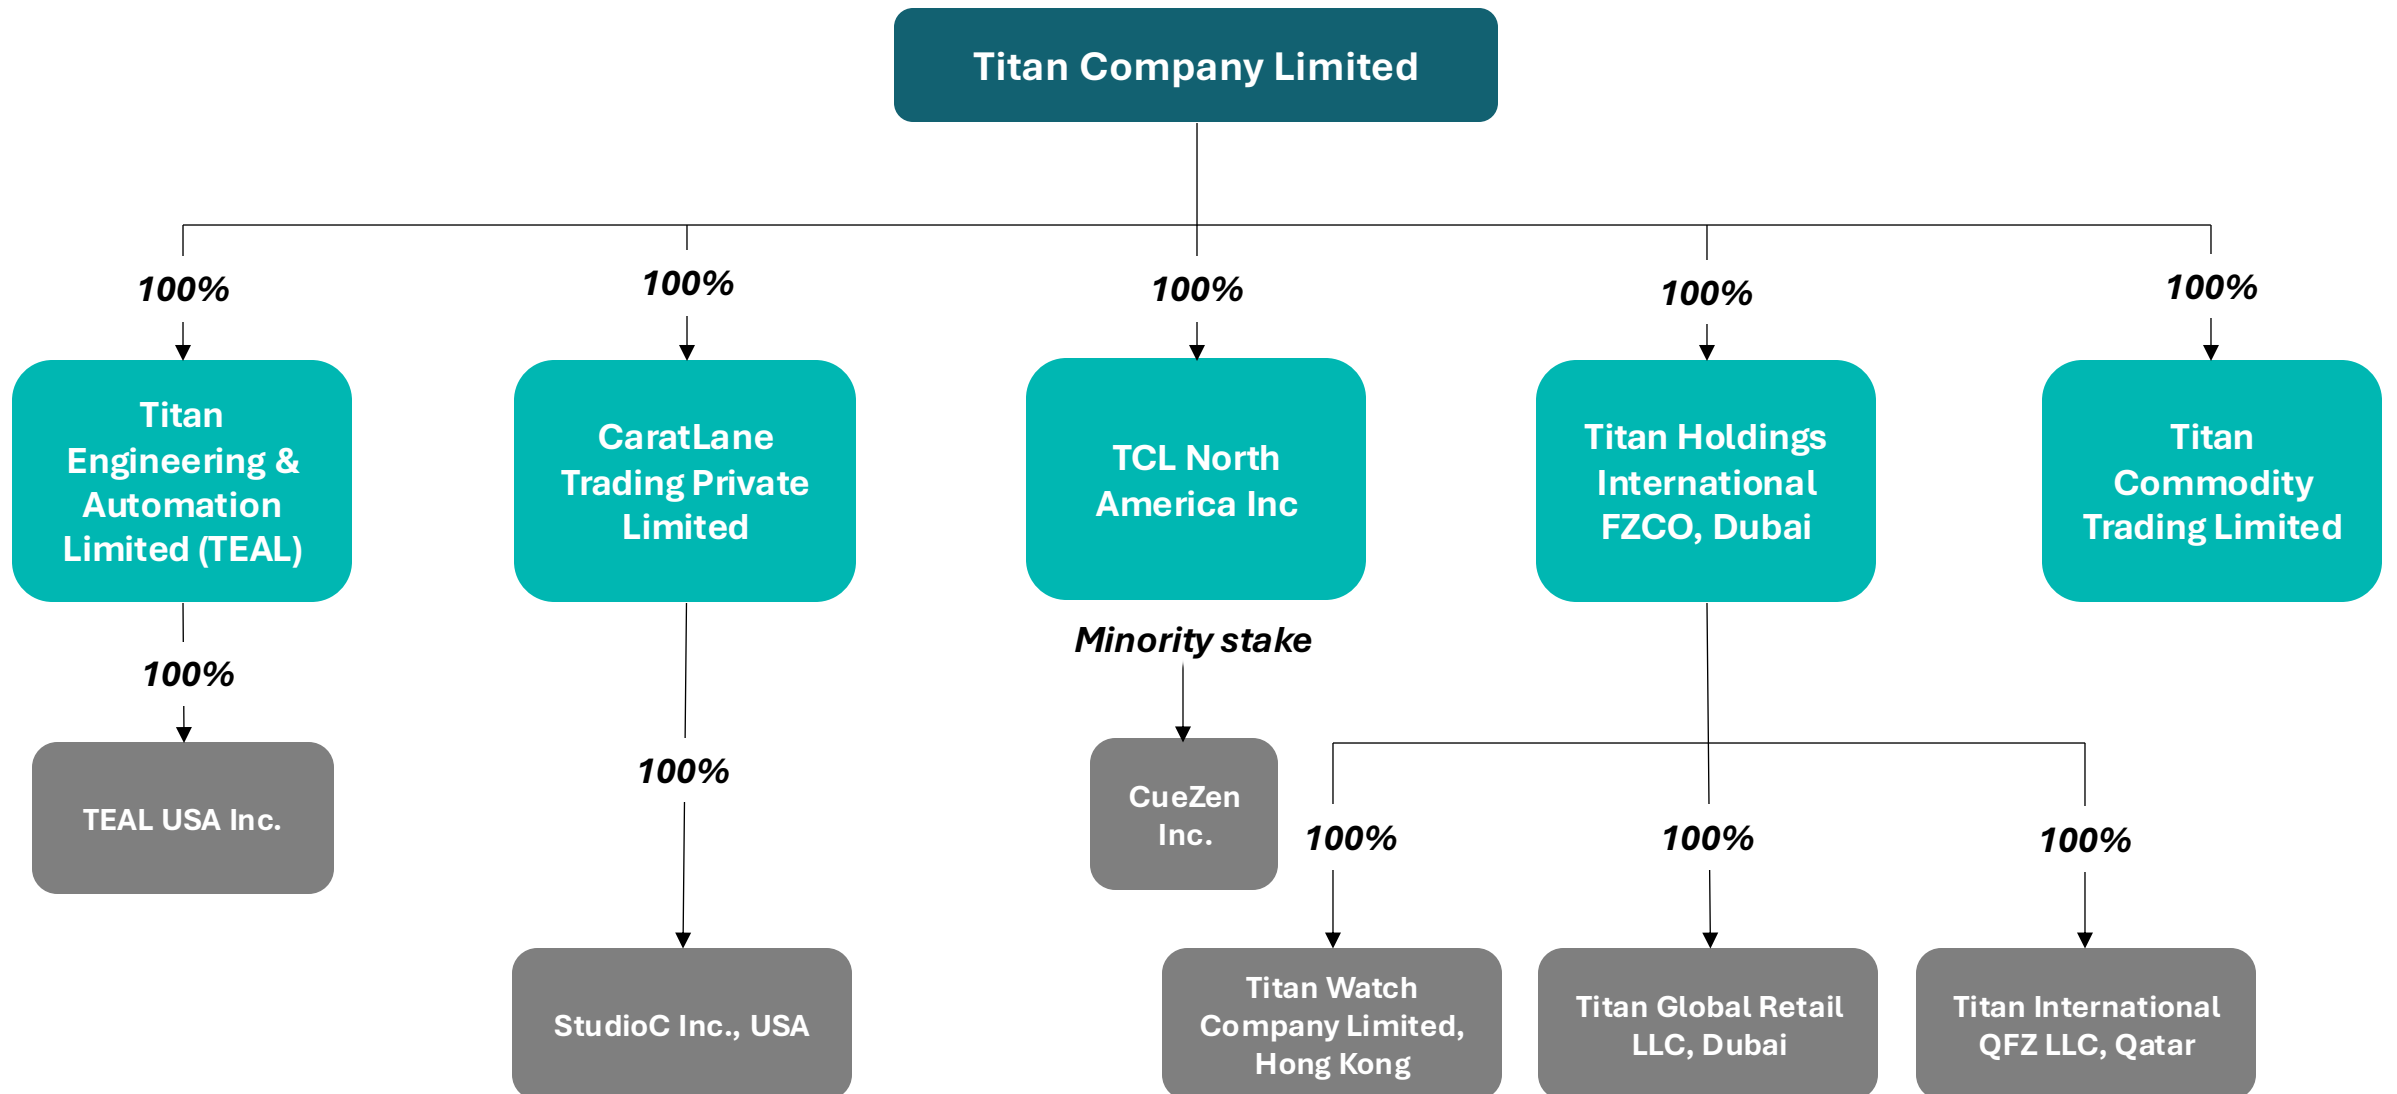 Titan Company Limited
100%
100%
100%
100%
100%
Titan
Engineering &
Automation
Limited (TEAL)
CaratLane
Trading Private
Limited
TCL North
America Inc
Titan Holdings
International
FZCO, Dubai
Titan
Commodity
Trading Limited
100%
100%
Minority stake
TEAL USA Inc.
StudioC Inc., USA
CueZen
Inc.
100%
100%
100%
Titan Watch
Company Limited,
Hong Kong
Titan Global Retail
LLC, Dubai
Titan International
QFZ LLC, Qatar